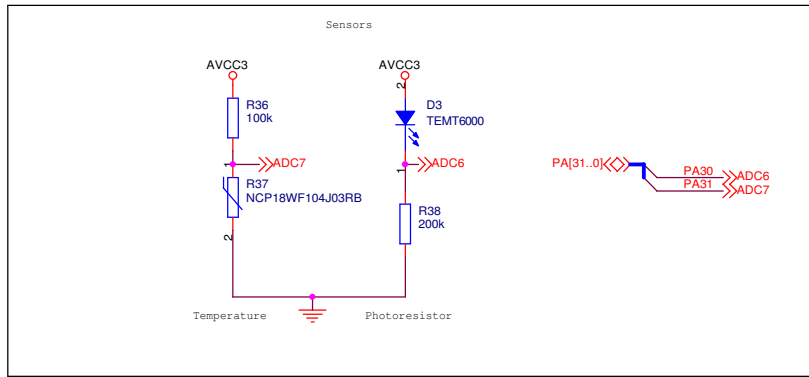 Sensors
AVCC3 AVCC3
2
R36 D3
100k TEMT6000
1 ADC7 1 ADC6 PA[31..0] PA30 ADC6
PA31 ADC7
R37
NCP18WF104J03RB
R38
200k
2
Temperature Photoresistor